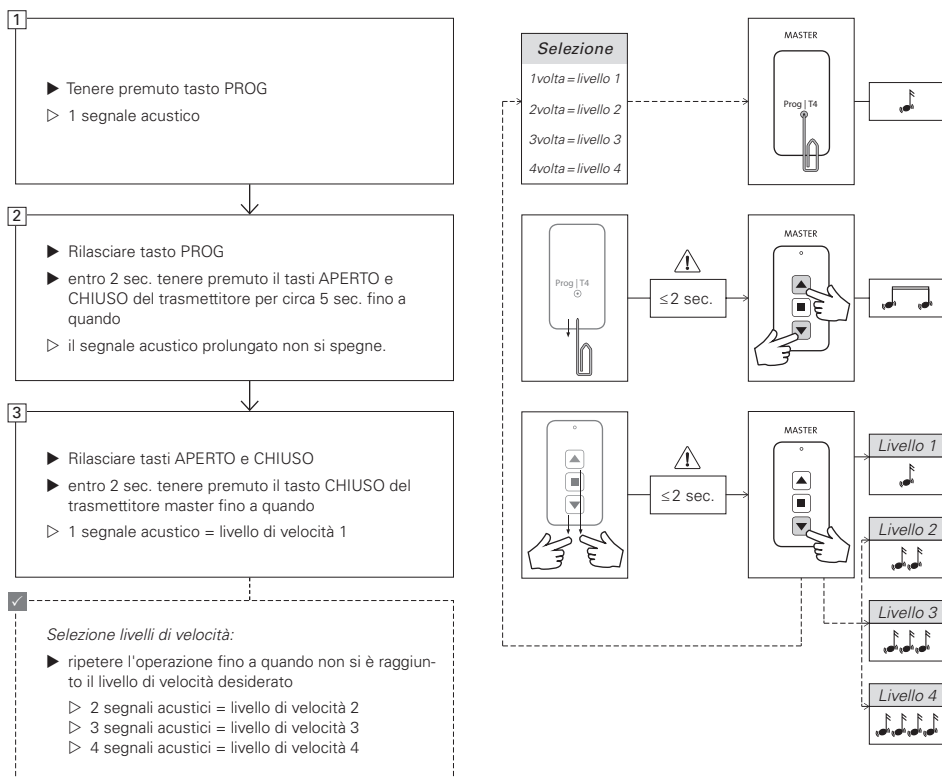 1
▶ Tenere premuto tasto PROG
▷ 1 segnale acustico
2
▶ Rilasciare tasto PROG
▶ entro 2 sec. tenere premuto il tasti APERTO e
CHIUSO del trasmettitore per circa 5 sec. fino a
quando
▷ il segnale acustico prolungato non si spegne.
3
▶ Rilasciare tasti APERTO e CHIUSO
▶ entro 2 sec. tenere premuto il tasto CHIUSO del
trasmettitore master fino a quando
▷ 1 segnale acustico = livello di velocità 1
Selezione livelli di velocità:
▶ ripetere l'operazione fino a quando non si è raggiun-
to il livello di velocità desiderato
▷ 2 segnali acustici = livello di velocità 2
▷ 3 segnali acustici = livello di velocità 3
▷ 4 segnali acustici = livello di velocità 4
Selezione
1volta=livello 1
2volta=livello 2
3volta=livello 3
4volta=livello 4
MASTER
Prog | T4
Prog | T4
≤2 sec.
MASTER
≤2 sec.
MASTER
Livello 1
Livello 2
Livello 3
Livello 4